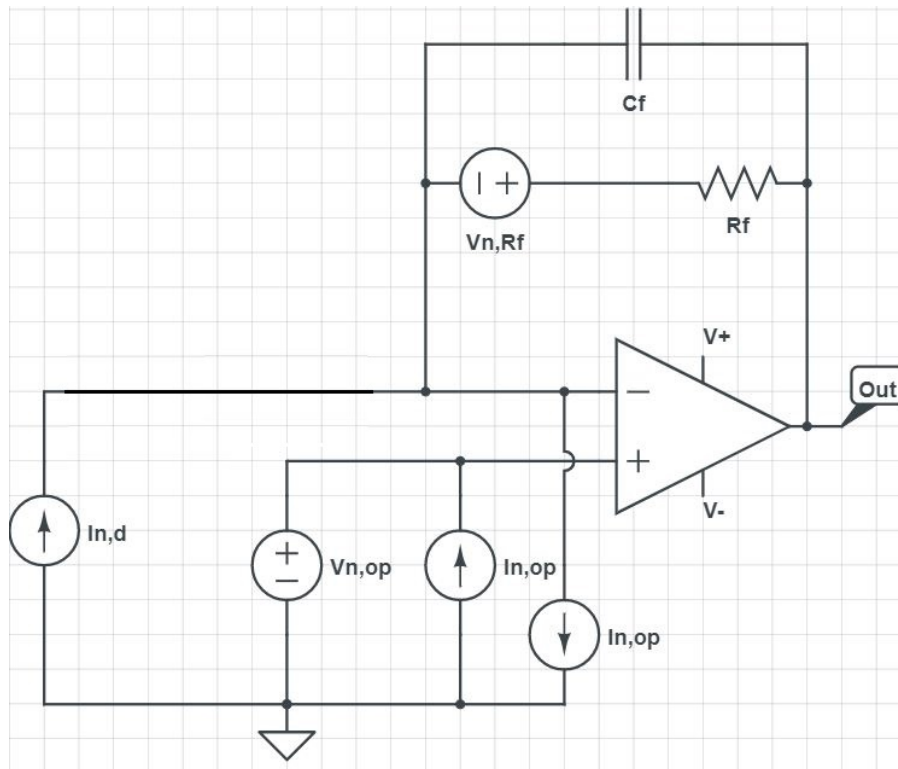 Cf
Vn,Rf
Rf
V+
Out
In,d
Vn,op
In,op
V-
In,op